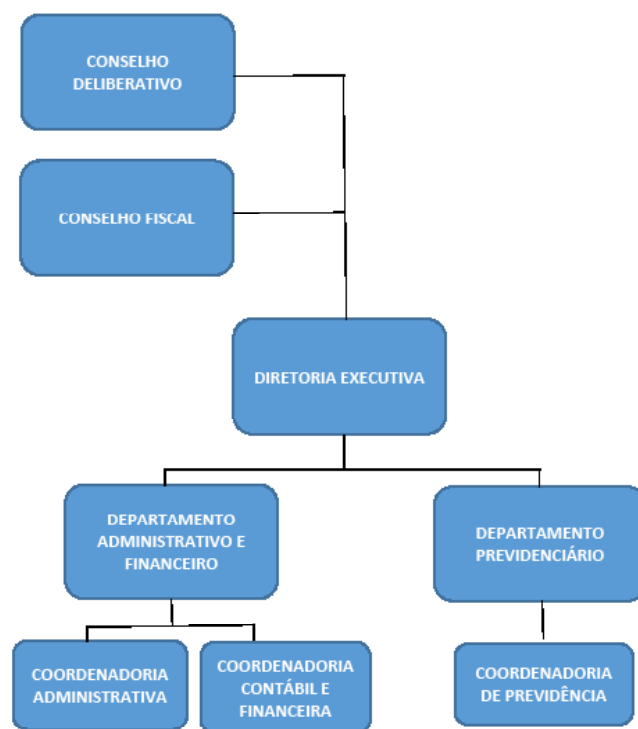 CONSELHO
DELIBERATIVO
CONSELHO FISCAL
DIRETORIA EXECUTIVA
DEPARTAMENTO
ADMINISTRATIVO E
FINANCEIRO
DEPARTAMENTO
PREVIDENCIÁRIO
COORDENADORIA
ADMINISTRATIVA
COORDENADORIA
CONTÁBIL E
FINANCEIRA
COORDENADORIA
DE PREVIDÊNCIA